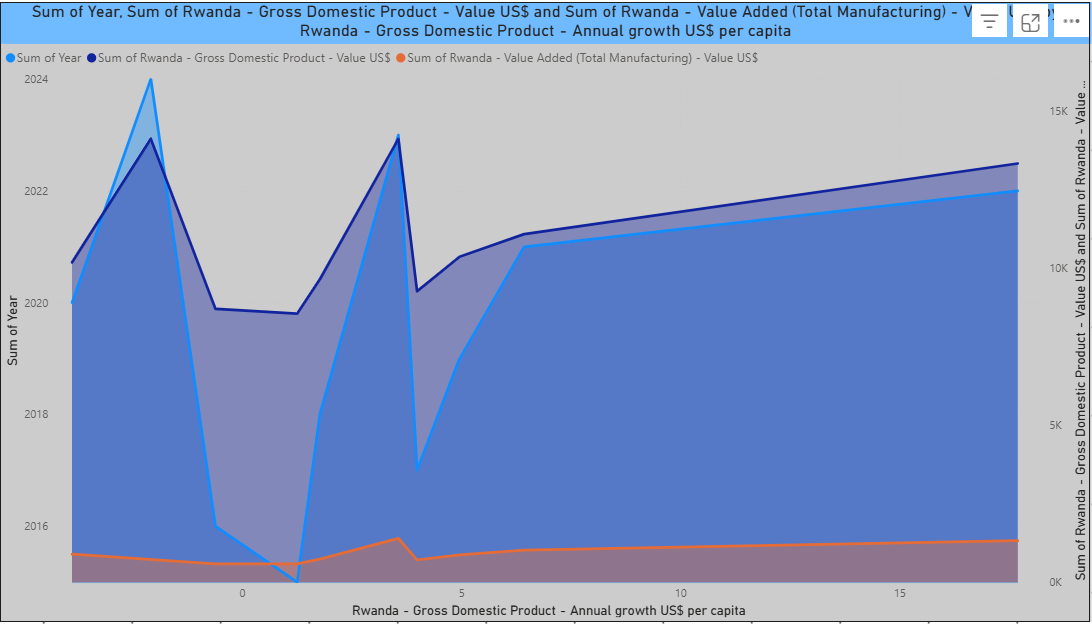 Sum of Year, Sum of Rwanda - Gross Domestic Product - Value US$ and Sum of Rwanda - Value Added (Total Manufacturing) -
Rwanda - Gross Domestic Product - Annual growth US$ per capita
Sum of Year Sum of Rwanda - Gross Domestic Product - Value US$ Sum of Rwanda - Value Added (Total Manufacturing) - Value US$
2024
2022
2020
2018
2016
Sum of Year
15K
10K
5K
0K
Sum of Rwanda - Gross Domestic Product - Value US$ and Sum of Rwanda - Value ...
0 5 10 15
Rwanda - Gross Domestic Product - Annual growth US$ per capita